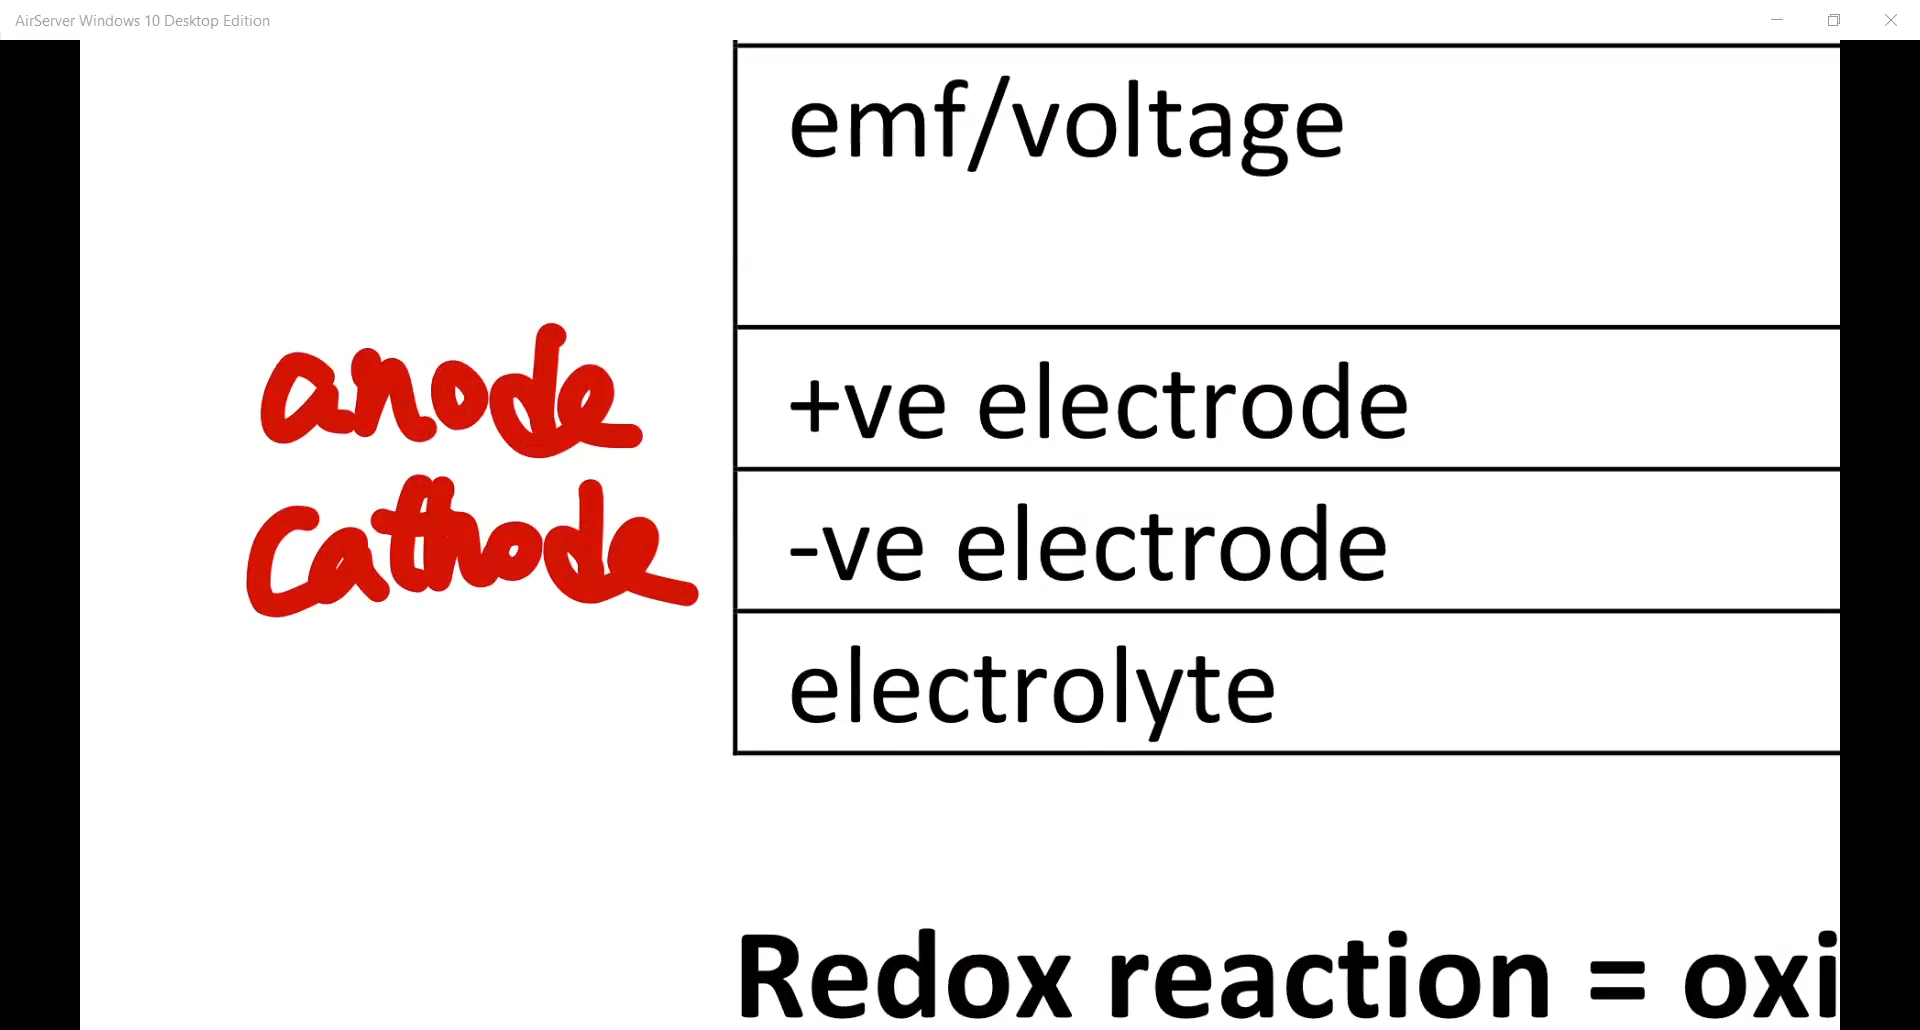 AirServer Windows 10 Desktop Edition
emf/voltage
anode
+ve electrode
cathode
-ve electrode
electrolyte
Redox reaction = oxi